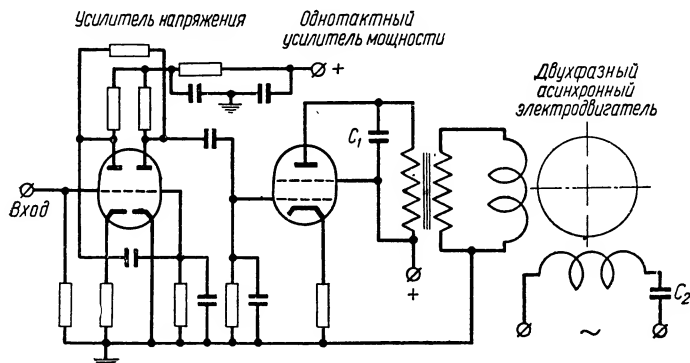 Усилитель напряжения
Однотактный
усилитель мощности
+
Двухфазный
асинхронный
электродвигатель
C₁
Вход
+
C₂
~